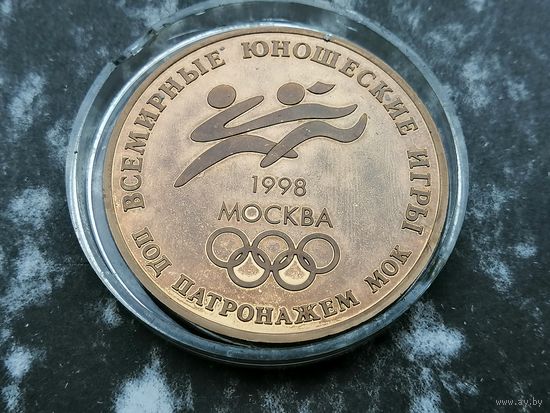 ВСЕМИРНЫЕ ЮНОШЕСКИЕ ИГРЫ
1998
МОСКВА
ПОД ПАТРОНАЖЕМ МОК
www.ay.by